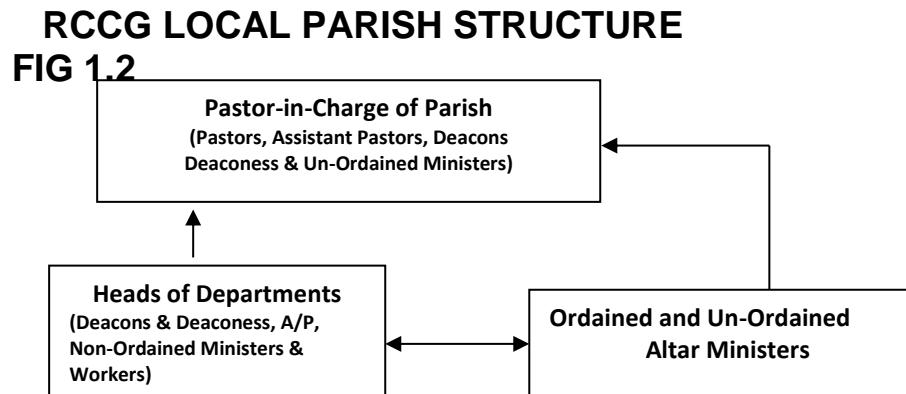 RCCG LOCAL PARISH STRUCTURE
FIG 1.2
Pastor-in-Charge of Parish
(Pastors, Assistant Pastors, Deacons
Deaconess & Un-Ordained Ministers)
Heads of Departments
(Deacons & Deaconess, A/P,
Non-Ordained Ministers &
Workers)
Ordained and Un-Ordained
Altar Ministers